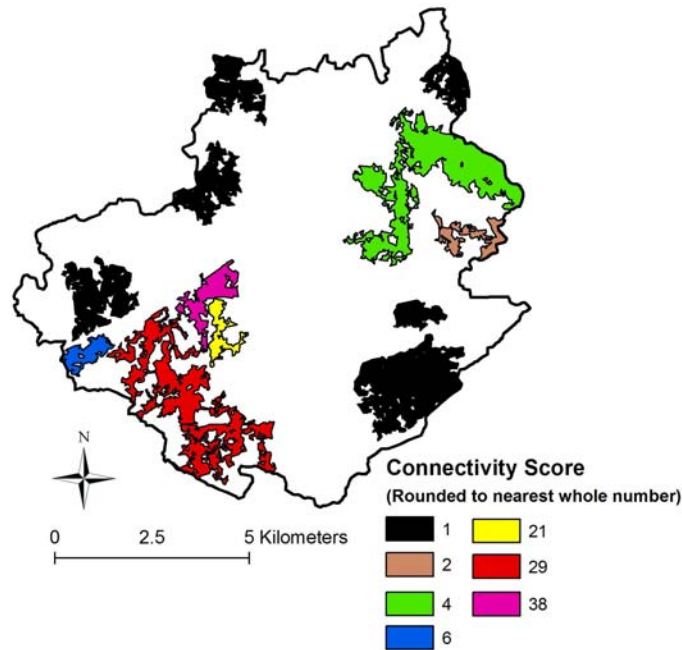 N
0 2.5 5 Kilometers
Connectivity Score
(Rounded to nearest whole number)
1 21
2 29
4 38
6